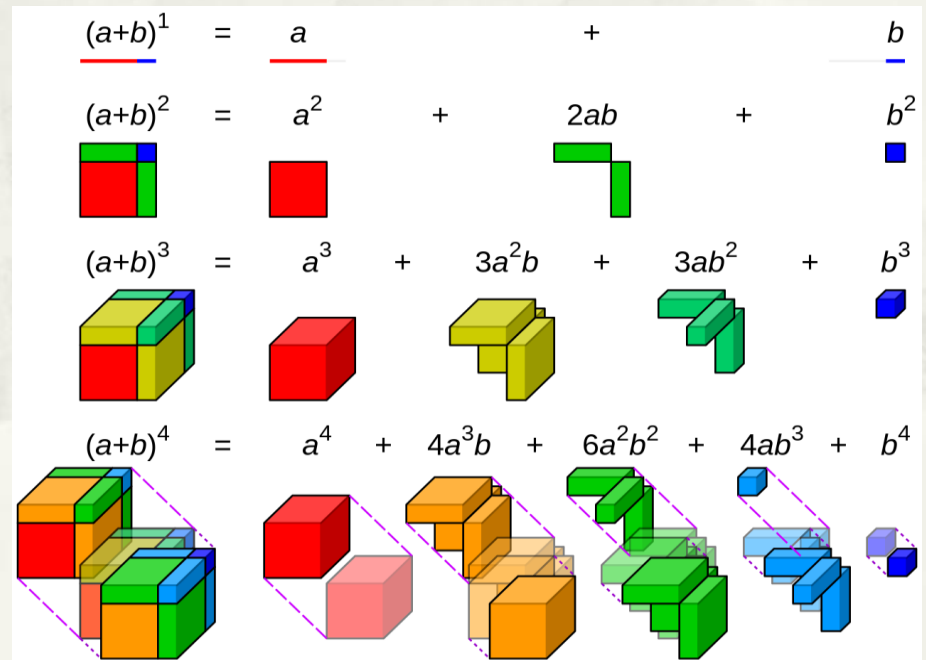 (a+b)¹ = a + b
(a+b)² = a² + 2ab + b²
(a+b)³ = a³ + 3a²b + 3ab² + b³
(a+b)⁴ = a⁴ + 4a³b + 6a²b² + 4ab³ + b⁴